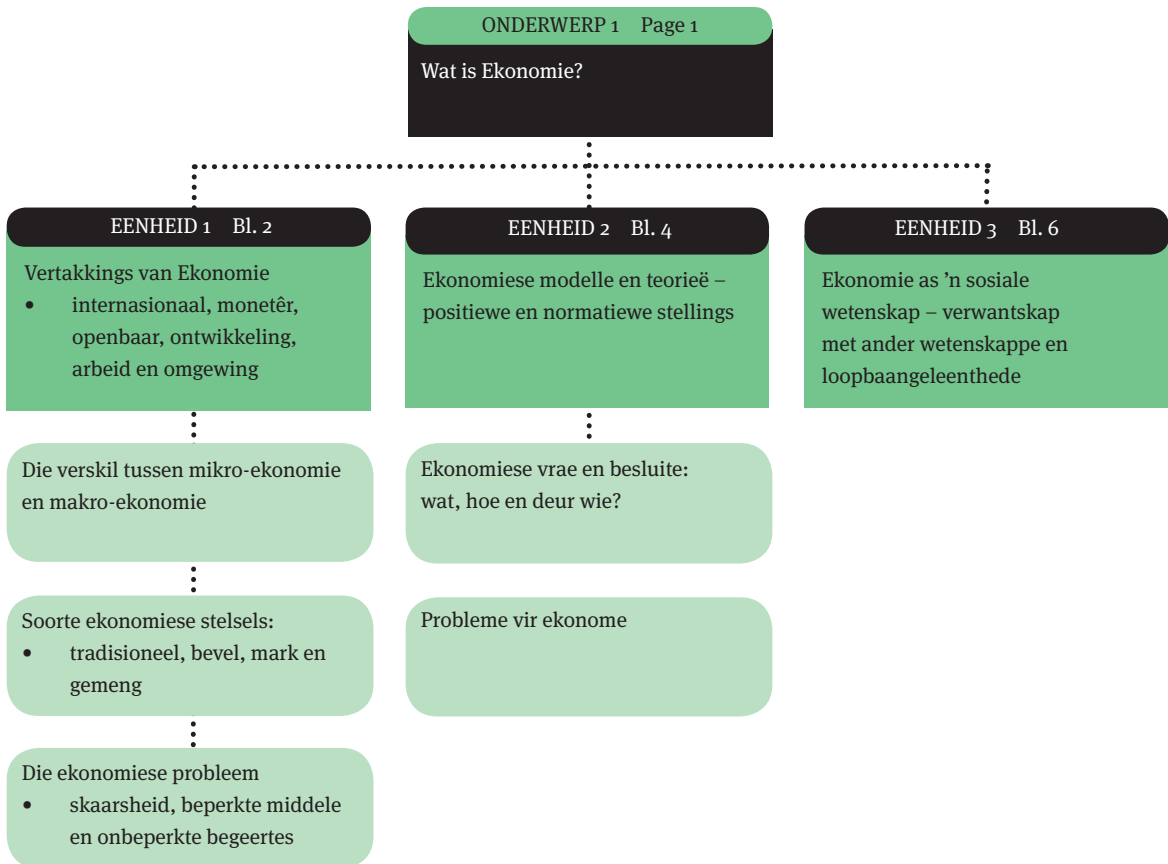 ONDERWERP 1 Page 1
Wat is Ekonomie?
EENHEID 1 Bl. 2
Vertakkings van Ekonomie
• internasionaal, monetêr,
openbaar, ontwikkeling,
arbeid en omgewing
Die verskil tussen mikro-ekonomie
en makro-ekonomie
Soorte ekonomiese stelsels:
• tradisioneel, bevel, mark en
gemeng
Die ekonomiese probleem
• skaarsheid, beperkte middele
en onbeperkte begeertes
EENHEID 2 Bl. 4
Ekonomiese modelle en teorieë –
positiewe en normatiewe stellings
Ekonomiese vrae en besluite:
wat, hoe en deur wie?
Probleme vir ekonome
EENHEID 3 Bl. 6
Ekonomie as ’n sosiale
wetenskap – verwantskap
met ander wetenskappe en
loopbaangeleenthede